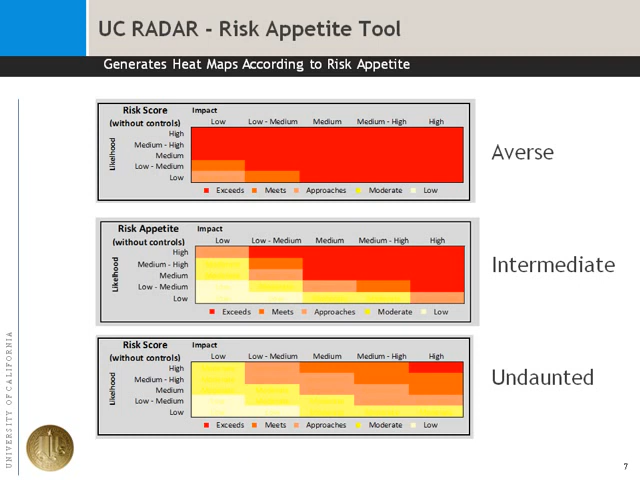 UC RADAR - Risk Appetite Tool
Generates Heat Maps According to Risk Appetite
Risk Score
(without controls)
Impact
Low Low - Medium Medium Medium - High High
Likelihood
High
Medium - High
Medium
Low - Medium
Low
Exceeds Meets Approaches Moderate Low
Averse
Risk Appetite
(without controls)
Impact
Low Low - Medium Medium Medium - High High
Likelihood
High
Medium - High
Medium
Low - Medium
Low
Exceeds Meets Approaches Moderate Low
Intermediate
Risk Score
(without controls)
Impact
Low Low - Medium Medium Medium - High High
Likelihood
High
Medium - High
Medium
Low - Medium
Low
Exceeds Meets Approaches Moderate Low
Undaunted
UNIVERSITY OF CALIFORNIA
7